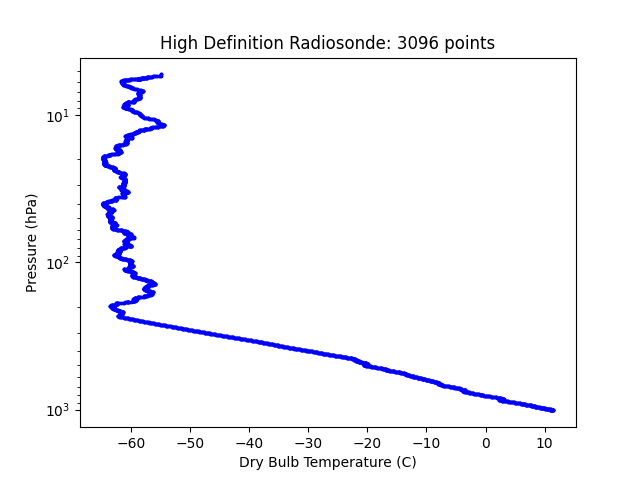 High Definition Radiosonde: 3096 points
10¹
10²
10³
Pressure (hPa)
−60 −50 −40 −30 −20 −10 0 10
Dry Bulb Temperature (C)